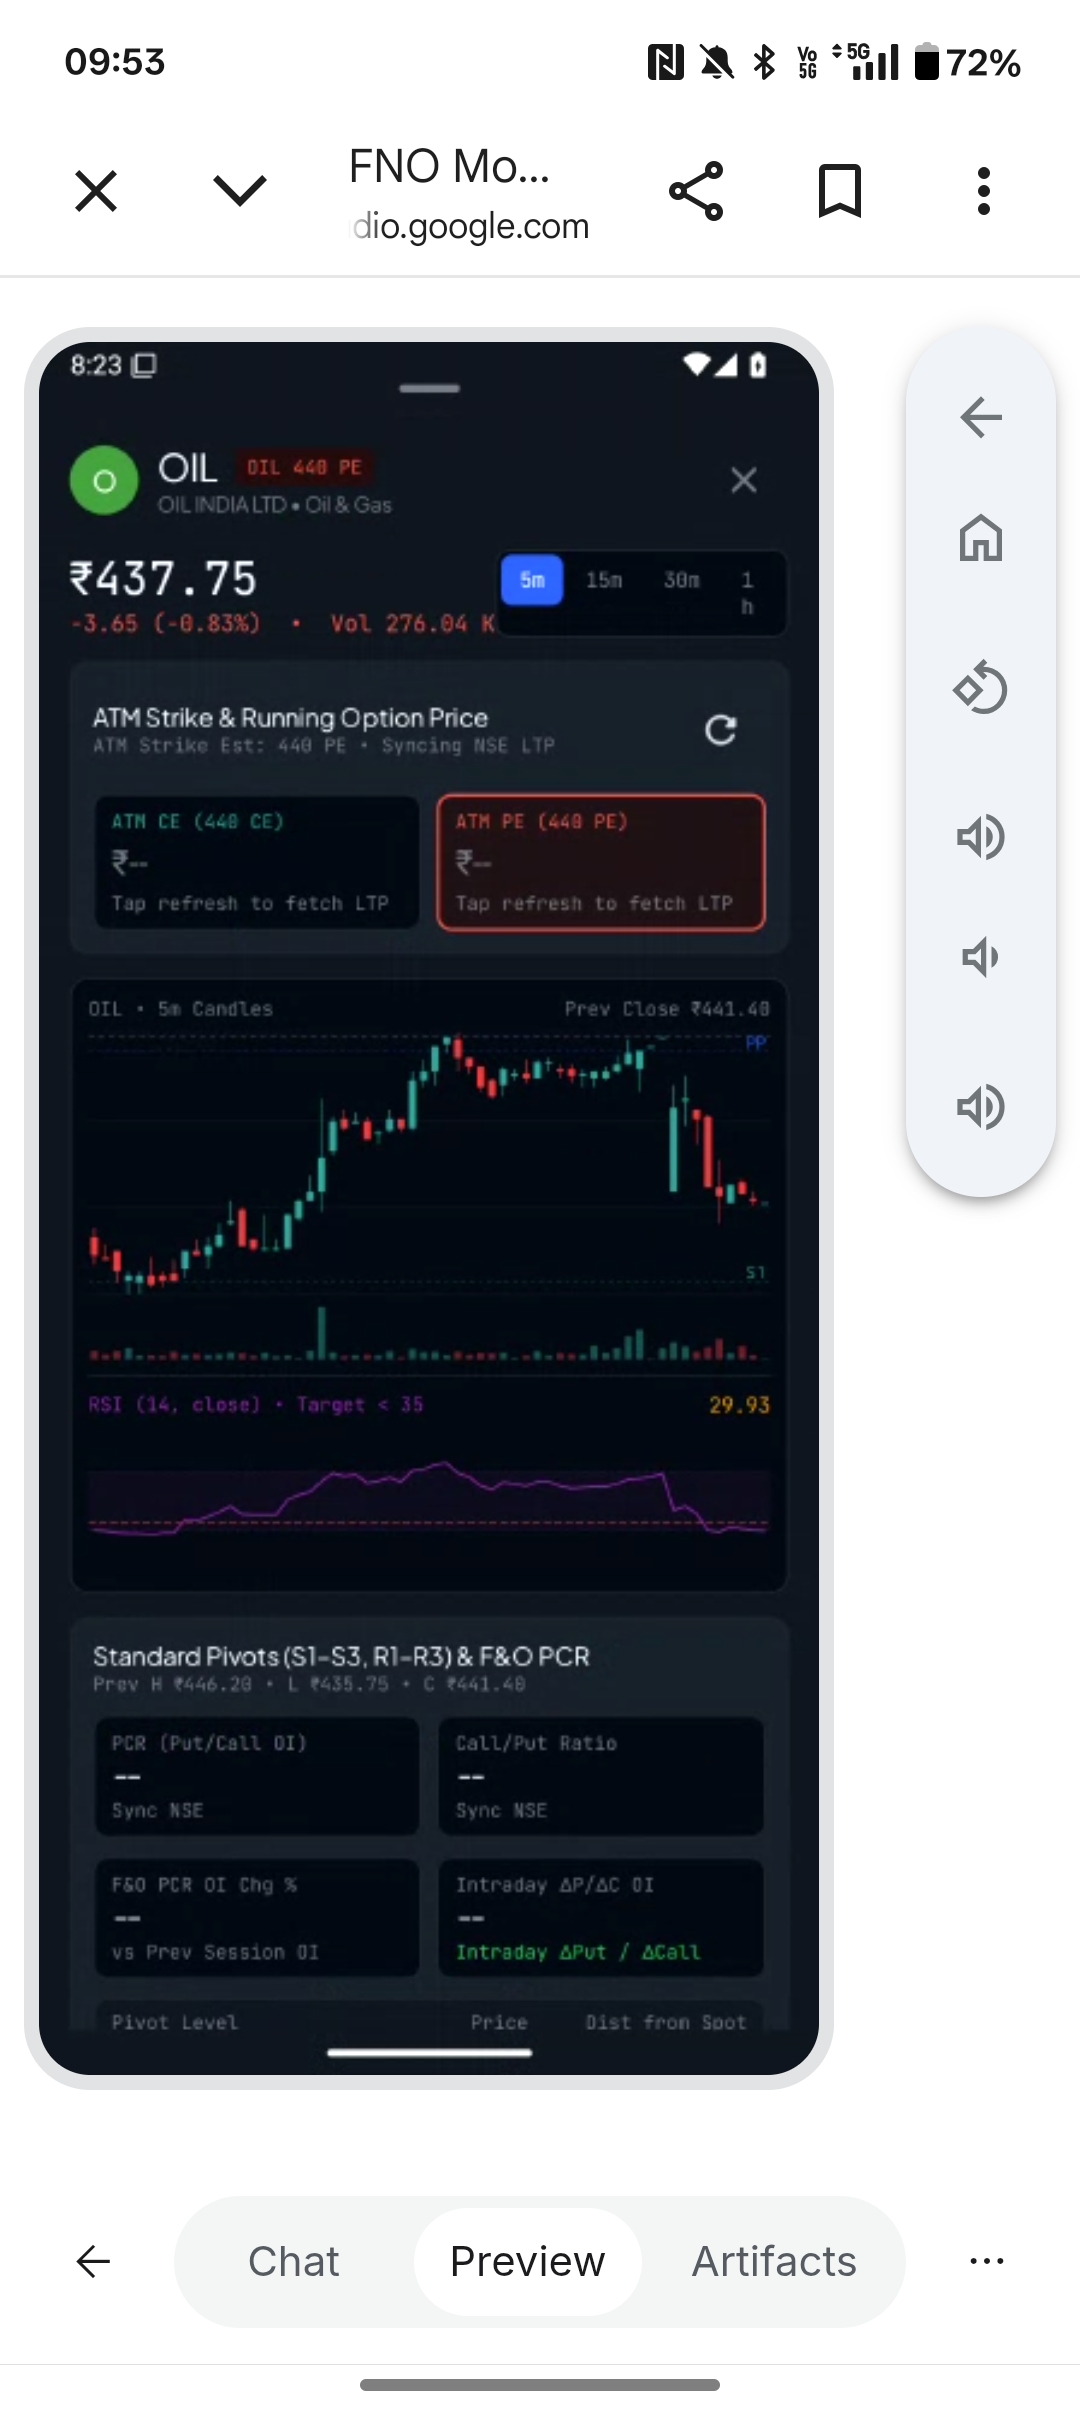 09:53
Vo 5G 5G 72%
FNO Mo...
dio.google.com
8:23
O
OIL OIL 440 PE
OIL INDIA LTD • Oil & Gas
₹437.75
-3.65 (-0.83%) • Vol 276.04 K
5m 15m 30m 1h
ATM Strike & Running Option Price
ATM Strike Est: 440 PE • Syncing NSE LTP
ATM CE (440 CE)
₹--
Tap refresh to fetch LTP
ATM PE (440 PE)
₹--
Tap refresh to fetch LTP
OIL • 5m Candles Prev Close ₹441.40
PP
S1
RSI (14, close) • Target < 35 29.93
Standard Pivots (S1-S3, R1-R3) & F&O PCR
Prev H ₹446.20 • L ₹435.75 • C ₹441.40
PCR (Put/Call OI)
--
Sync NSE
Call/Put Ratio
--
Sync NSE
F&O PCR OI Chg %
--
vs Prev Session OI
Intraday ΔP/ΔC OI
--
Intraday ΔPut / ΔCall
Pivot Level Price Dist from Spot
Chat Preview Artifacts